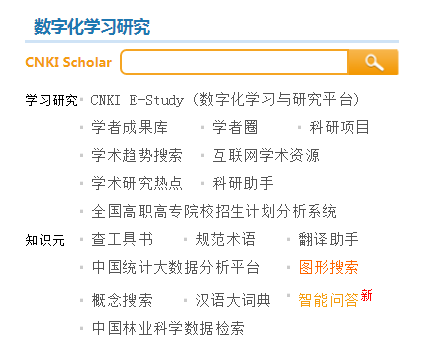 数字化学习研究
CNKI Scholar
学习研究 CNKI E-Study (数字化学习与研究平台)
学者成果库 学者圈 科研项目
学术趋势搜索 互联网学术资源
学术研究热点 科研助手
全国高职高专院校招生计划分析系统
知识元 查工具书 规范术语 翻译助手
中国统计大数据分析平台 图形搜索
概念搜索 汉语大词典 智能问答 新
中国林业科学数据检索